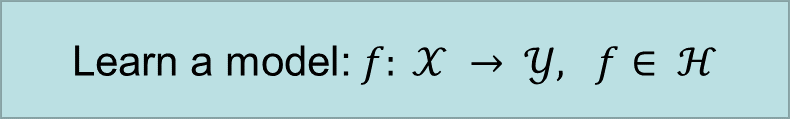 Learn a model: 𝑓: 𝒳 → 𝒴, 𝑓 ∈ ℋ